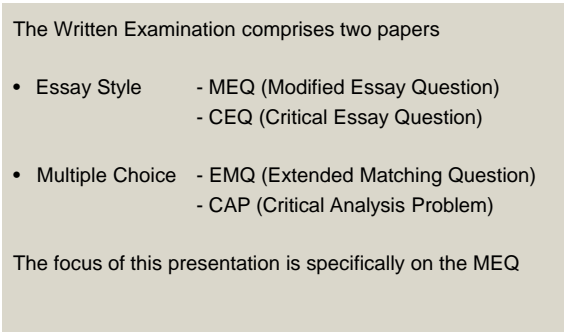 The Written Examination comprises two papers
• Essay Style - MEQ (Modified Essay Question)
- CEQ (Critical Essay Question)
• Multiple Choice - EMQ (Extended Matching Question)
- CAP (Critical Analysis Problem)
The focus of this presentation is specifically on the MEQ